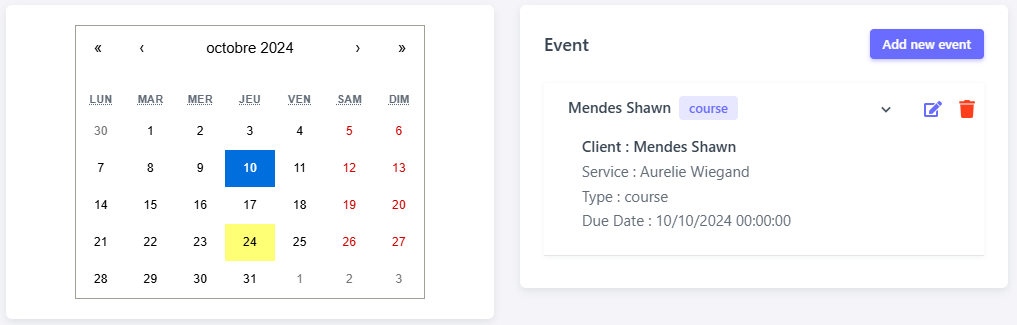 « ‹ octobre 2024 › »
LUN MAR MER JEU VEN SAM DIM
30 1 2 3 4 5 6
7 8 9 10 11 12 13
14 15 16 17 18 19 20
21 22 23 24 25 26 27
28 29 30 31 1 2 3
Event
Add new event
Mendes Shawn course
Client : Mendes Shawn
Service : Aurelie Wiegand
Type : course
Due Date : 10/10/2024 00:00:00